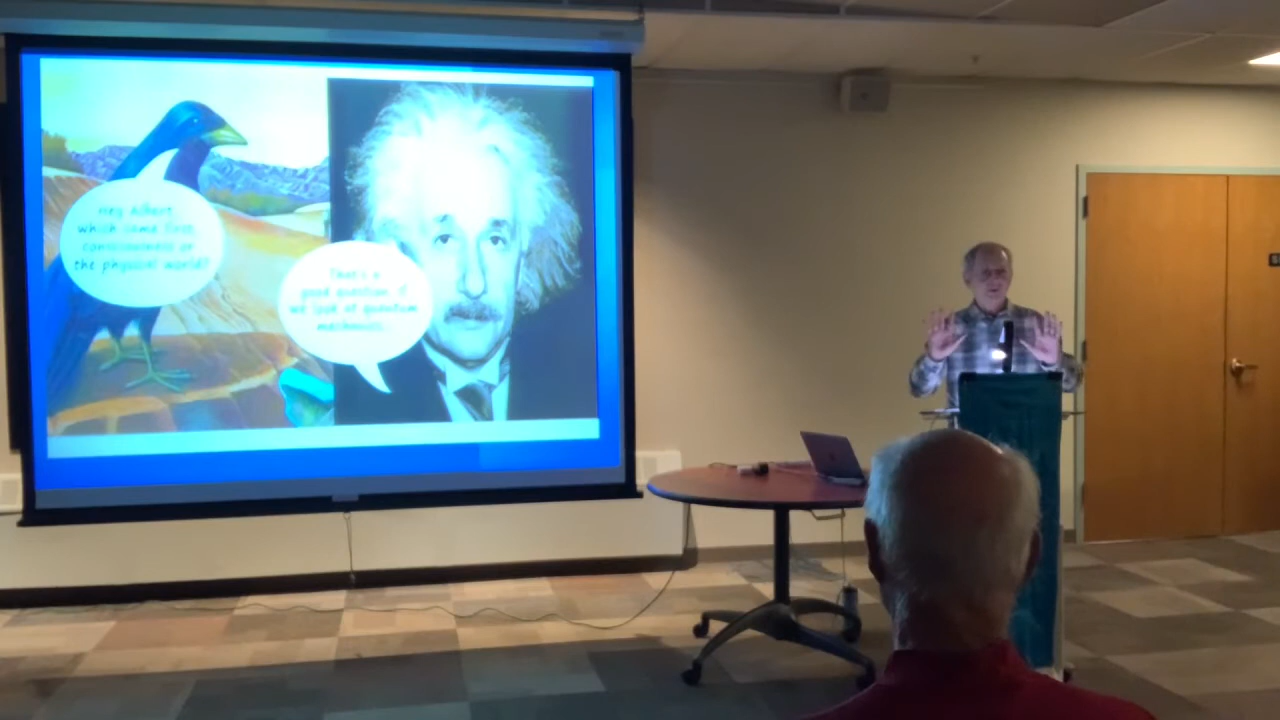 Hey Albert,
which came first,
consciousness or
the physical world?
That's a
good question, if
we look at quantum
mechanics.